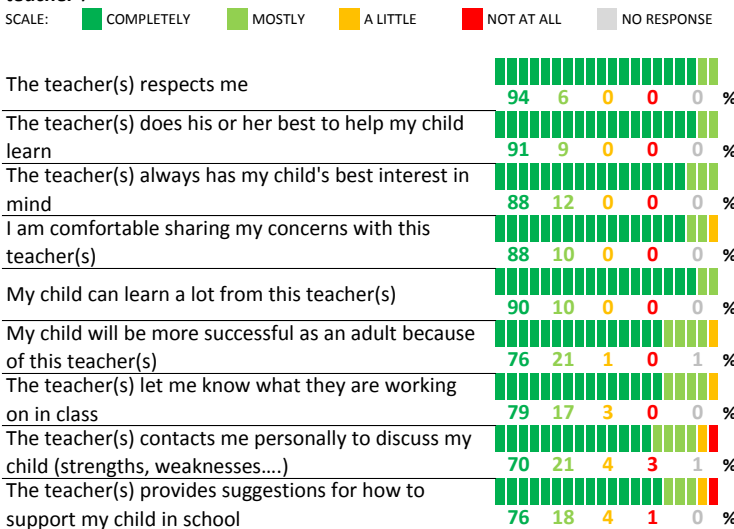 SCALE: COMPLETELY MOSTLY A LITTLE NOT AT ALL NO RESPONSE
The teacher(s) respects me
94 6 0 0 0 %
The teacher(s) does his or her best to help my child
learn
91 9 0 0 0 %
The teacher(s) always has my child's best interest in
mind
88 12 0 0 0 %
I am comfortable sharing my concerns with this
teacher(s)
88 10 0 0 0 %
My child can learn a lot from this teacher(s)
90 10 0 0 0 %
My child will be more successful as an adult because
of this teacher(s)
76 21 1 0 1 %
The teacher(s) let me know what they are working
on in class
79 17 3 0 0 %
The teacher(s) contacts me personally to discuss my
child (strengths, weaknesses....)
70 21 4 3 1 %
The teacher(s) provides suggestions for how to
support my child in school
76 18 4 1 0 %